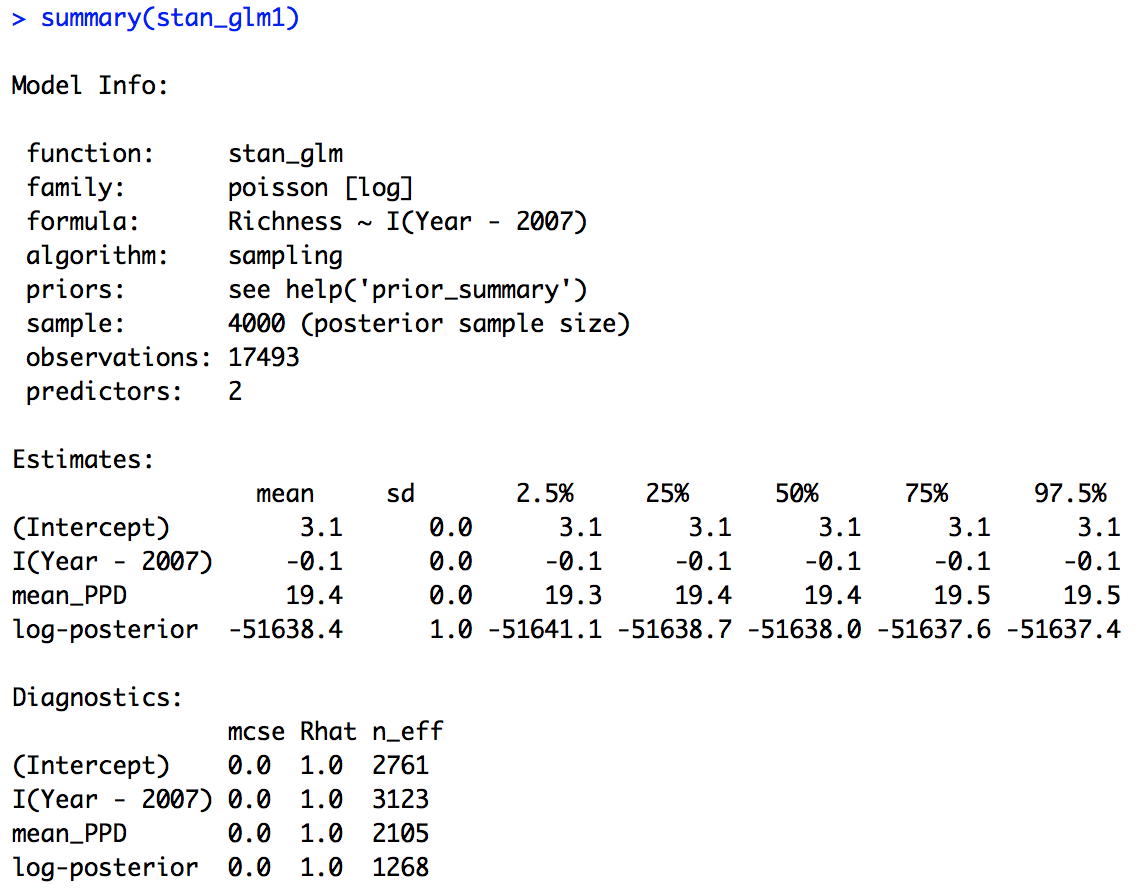 > summary(stan_glm1)
Model Info:
function: stan_glm
family: poisson [log]
formula: Richness ~ I(Year - 2007)
algorithm: sampling
priors: see help('prior_summary')
sample: 4000 (posterior sample size)
observations: 17493
predictors: 2
Estimates:
mean sd 2.5% 25% 50% 75% 97.5%
(Intercept) 3.1 0.0 3.1 3.1 3.1 3.1 3.1
I(Year - 2007) -0.1 0.0 -0.1 -0.1 -0.1 -0.1 -0.1
mean_PPD 19.4 0.0 19.3 19.4 19.4 19.5 19.5
log-posterior -51638.4 1.0 -51641.1 -51638.7 -51638.0 -51637.6 -51637.4
Diagnostics:
mcse Rhat n_eff
(Intercept) 0.0 1.0 2761
I(Year - 2007) 0.0 1.0 3123
mean_PPD 0.0 1.0 2105
log-posterior 0.0 1.0 1268